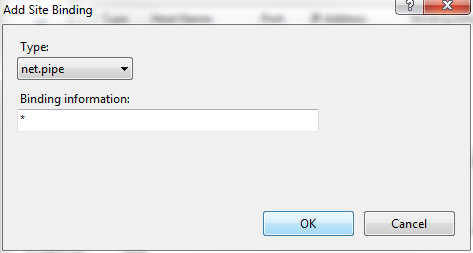 Add Site Binding
?
Type:
net.pipe
Binding information:
*
OK
Cancel